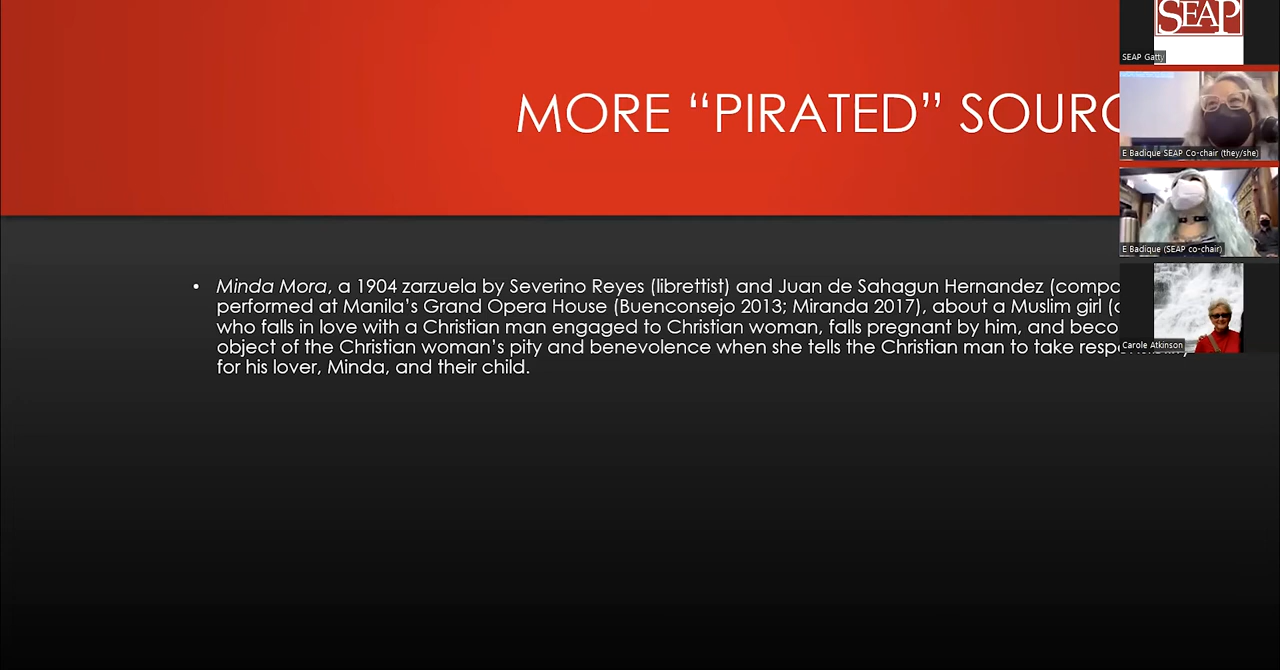 MORE “PIRATED”
• Minda Mora, a 1904 zarzuela by Severino Reyes (librettist) and Juan de Sahagun Hernandez
performed at Manila’s Grand Opera House (Buenconsejo 2013; Miranda 2017), about a Muslim girl
who falls in love with a Christian man engaged to Christian woman, falls pregnant by him, and
object of the Christian woman’s pity and benevolence when she tells the Christian man to take
for his lover, Minda, and their child.
SEAP
SEAP Gatty
E Badique SEAP Co-chair (they/she)
E Badique (SEAP co-chair)
Carole Atkinson